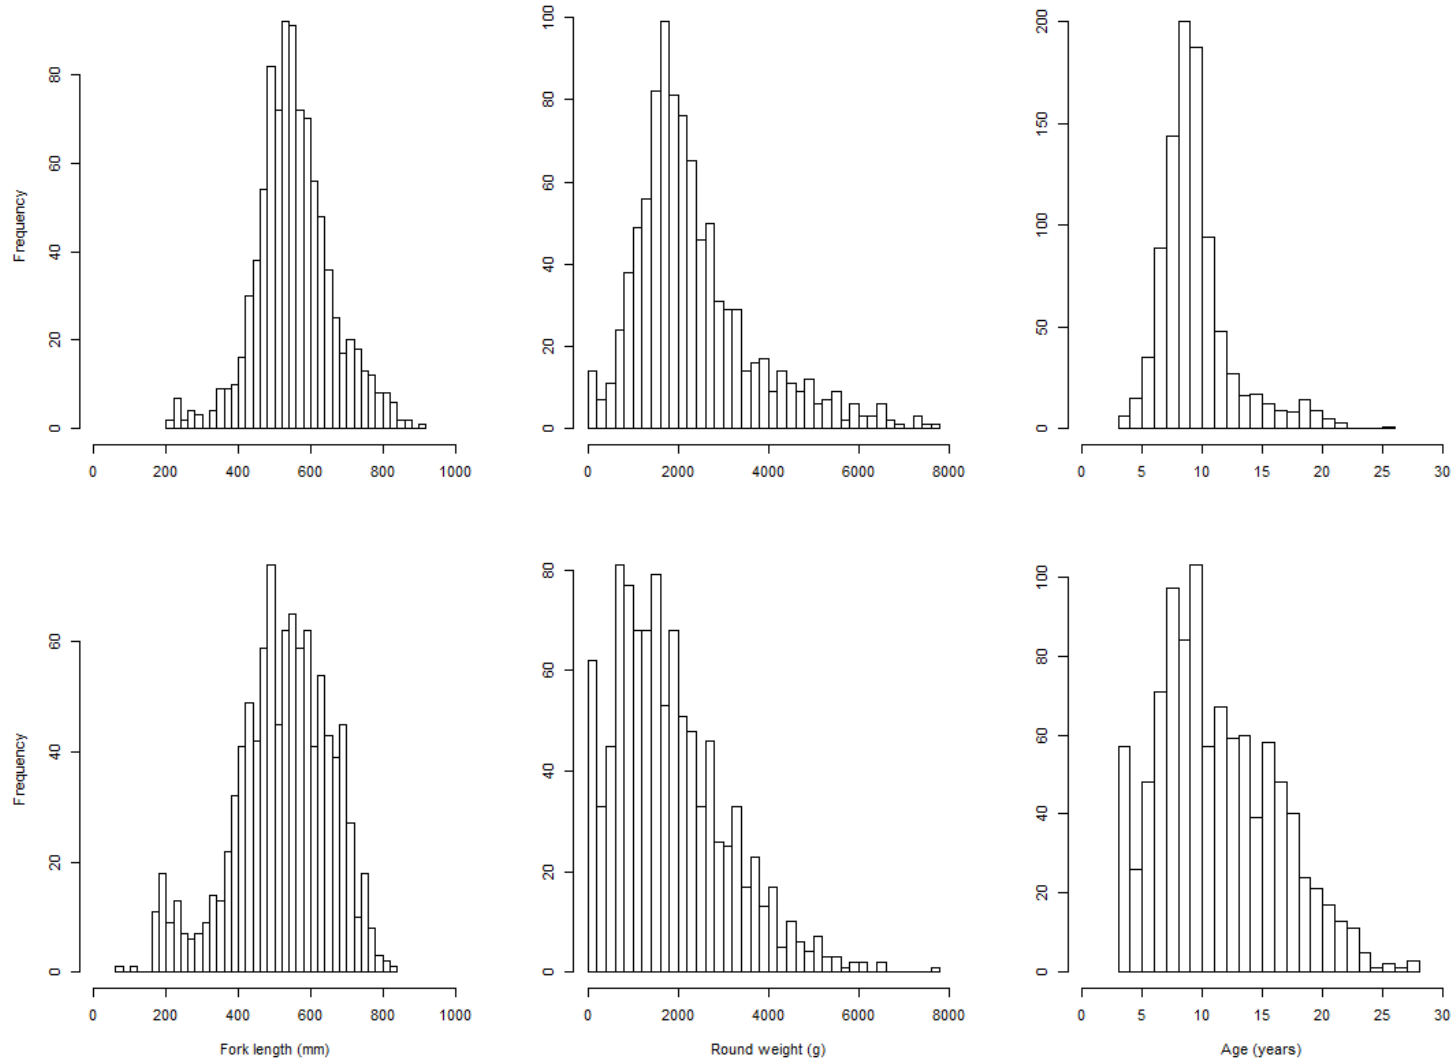 Frequency
0 20 40 60 80
0 200 400 600 800 1000
0 20 40 60 80 100
0 2000 4000 6000 8000
0 50 100 150 200
0 5 10 15 20 25 30
Frequency
0 20 40 60
0 200 400 600 800 1000
Fork length (mm)
0 20 40 60 80
0 2000 4000 6000 8000
Round weight (g)
0 20 40 60 80 100
0 5 10 15 20 25 30
Age (years)